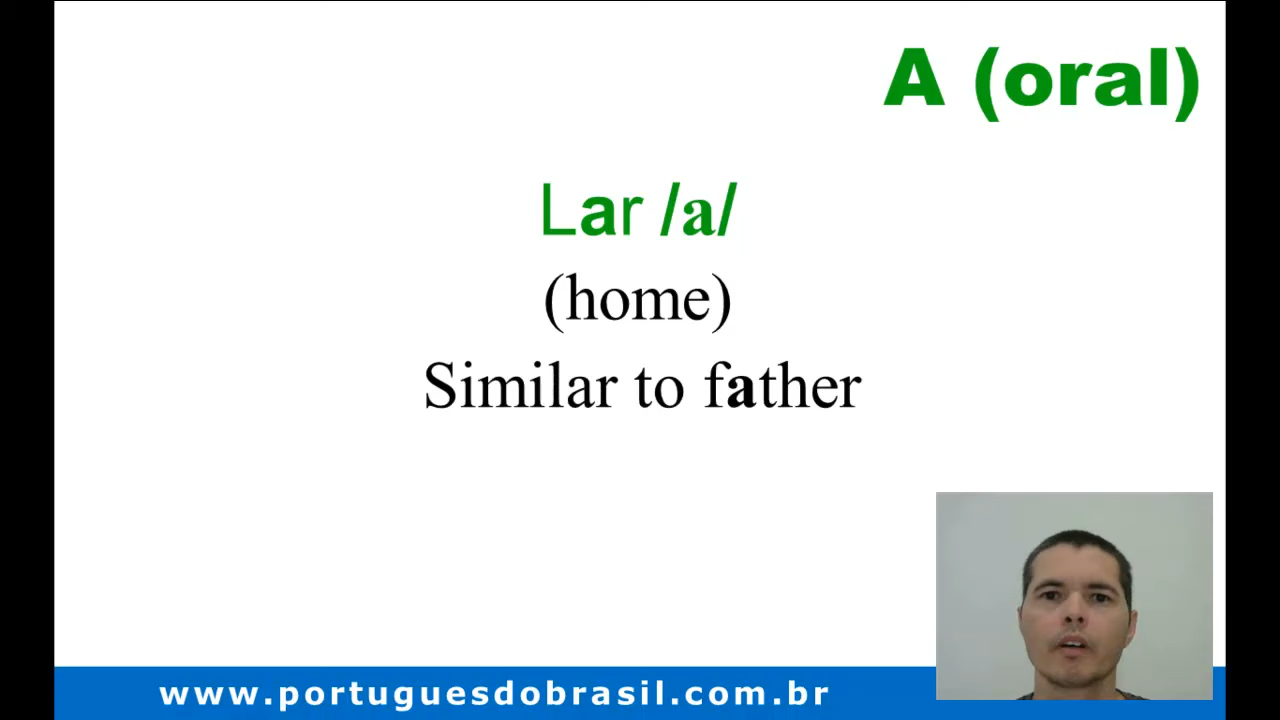 A (oral)
Lar /a/
(home)
Similar to father
www.portuguesdobrasil.com.br